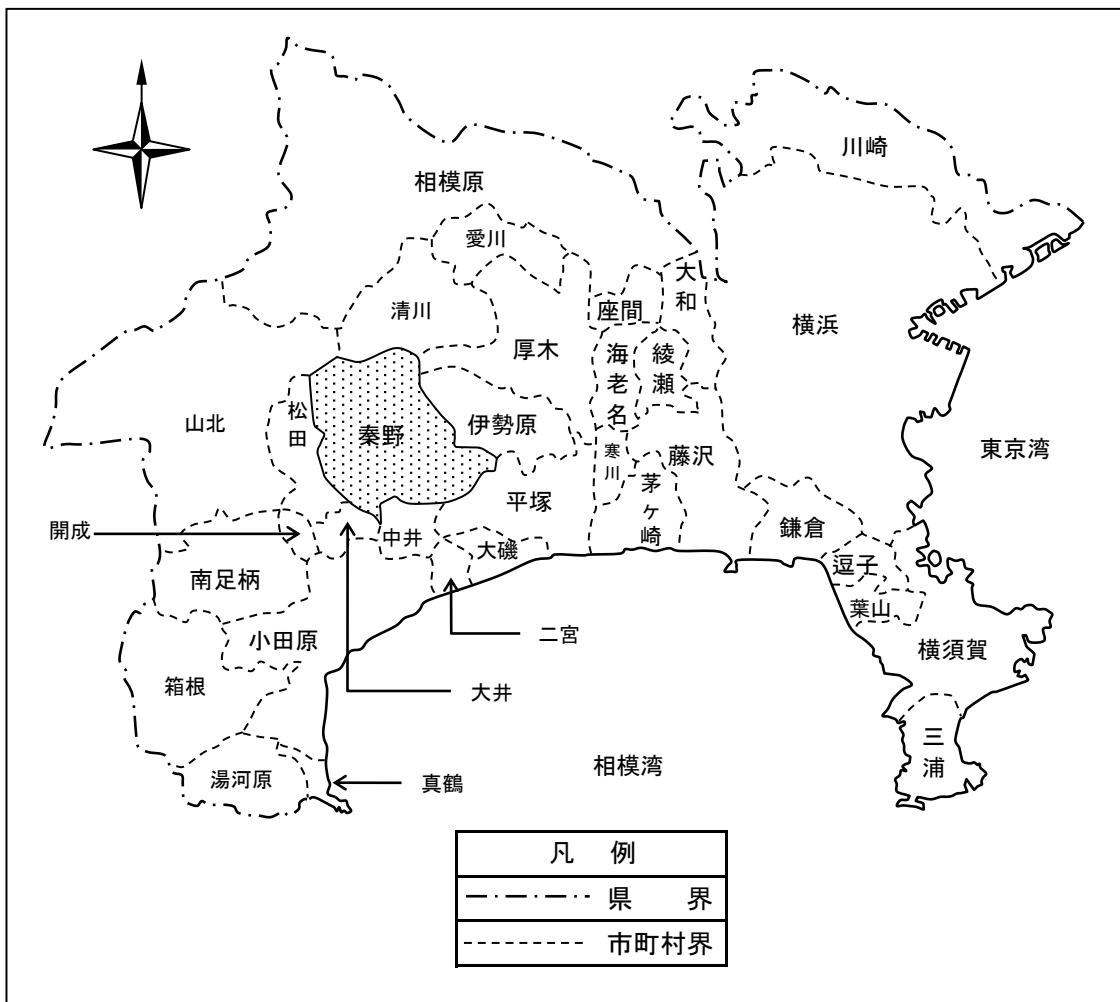 川崎
相模原
愛川
大和
清川
座間
横浜
厚木
海老名
綾瀬
松田
山北
秦野
伊勢原
寒川
藤沢
東京湾
茅ヶ崎
平塚
開成
中井
大磯
鎌倉
南足柄
逗子
葉山
小田原
二宮
横須賀
箱根
大井
三浦
相模湾
湯河原
真鶴
凡 例
県 界
市町村界